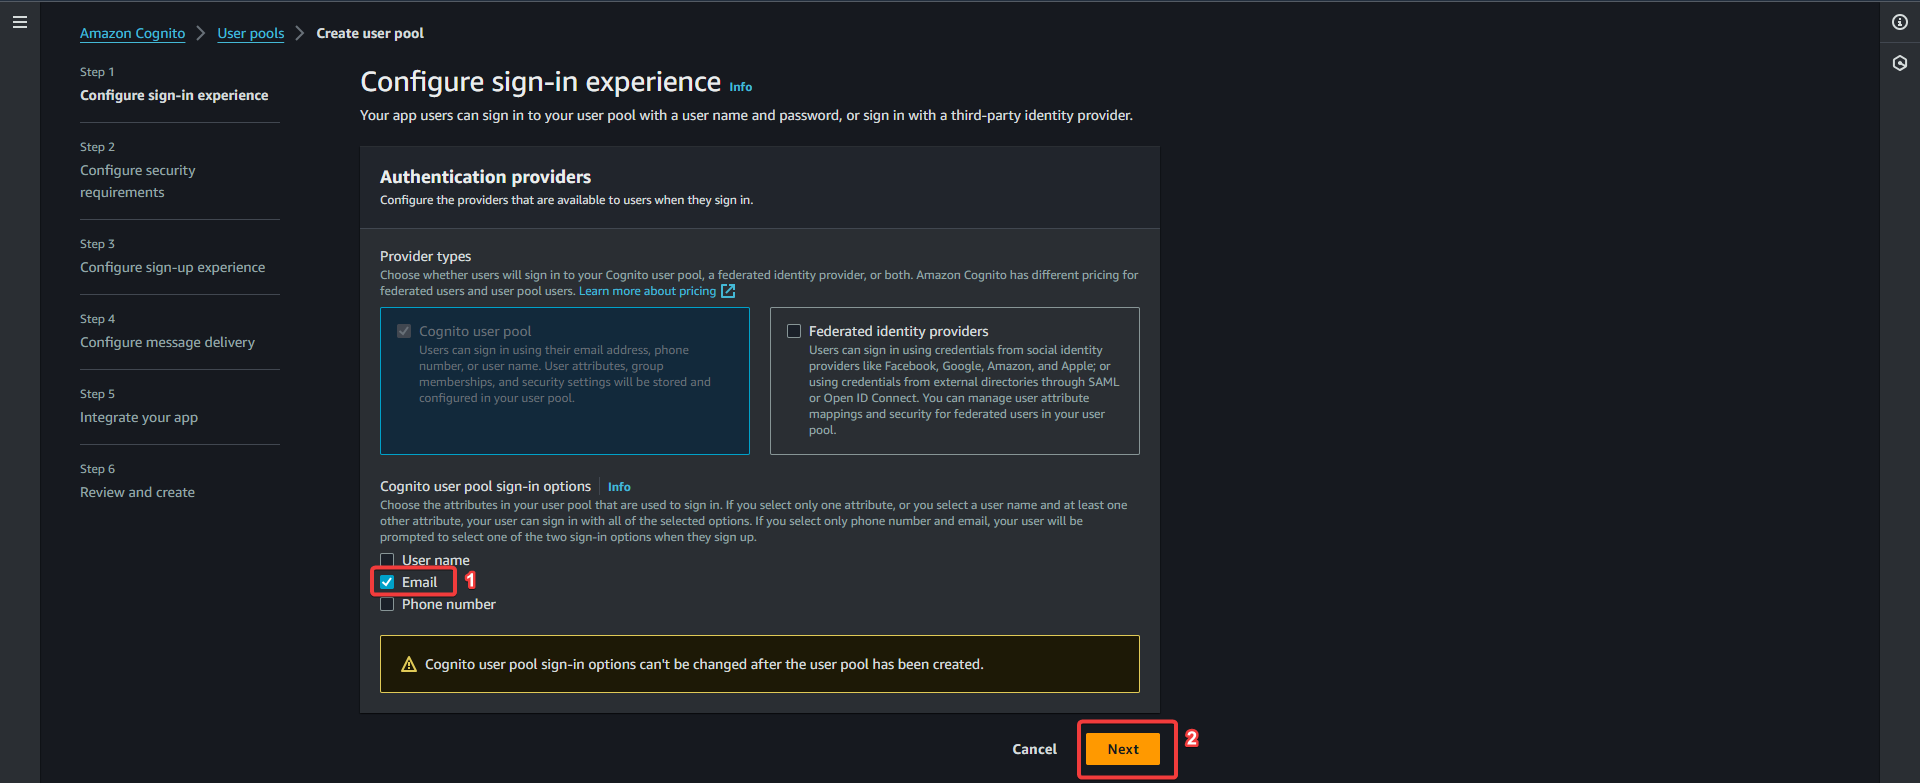 Amazon Cognito > User pools > Create user pool
Step 1
Configure sign-in experience
Step 2
Configure security
requirements
Step 3
Configure sign-up experience
Step 4
Configure message delivery
Step 5
Integrate your app
Step 6
Review and create
Configure sign-in experience Info
Your app users can sign in to your user pool with a user name and password, or sign in with a third-party identity provider.
Authentication providers
Configure the providers that are available to users when they sign in.
Provider types
Choose whether users will sign in to your Cognito user pool, a federated identity provider, or both. Amazon Cognito has different pricing for
federated users and user pool users. Learn more about pricing
Cognito user pool
Users can sign in using their email address, phone
number, or user name. User attributes, group
memberships, and security settings will be stored and
configured in your user pool.
Federated identity providers
Users can sign in using credentials from social identity
providers like Facebook, Google, Amazon, and Apple; or
using credentials from external directories through SAML
or Open ID Connect. You can manage user attribute
mappings and security for federated users in your user
pool.
Cognito user pool sign-in options Info
Choose the attributes in your user pool that are used to sign in. If you select only one attribute, or you select a user name and at least one
other attribute, your user can sign in with all of the selected options. If you select only phone number and email, your user will be
prompted to select one of the two sign-in options when they sign up.
User name
Email 1
Phone number
Cognito user pool sign-in options can't be changed after the user pool has been created.
Cancel Next 2